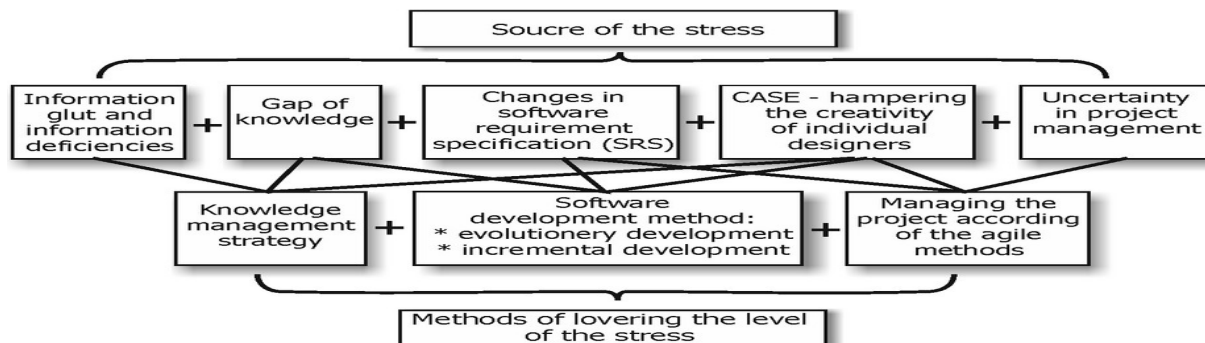 Soucre of the stress
Information
glut and
information
deficiencies
+
Gap of
knowledge
+
Changes in
software
requirement
specification (SRS)
+
CASE - hampering
the creativity
of individual
designers
+
Uncertainty
in project
management
Knowledge
management
strategy
+
Software
development method:
* evolutionery development
* incremental development
+
Managing the
project according
of the agile
methods
Methods of lovering the level
of the stress